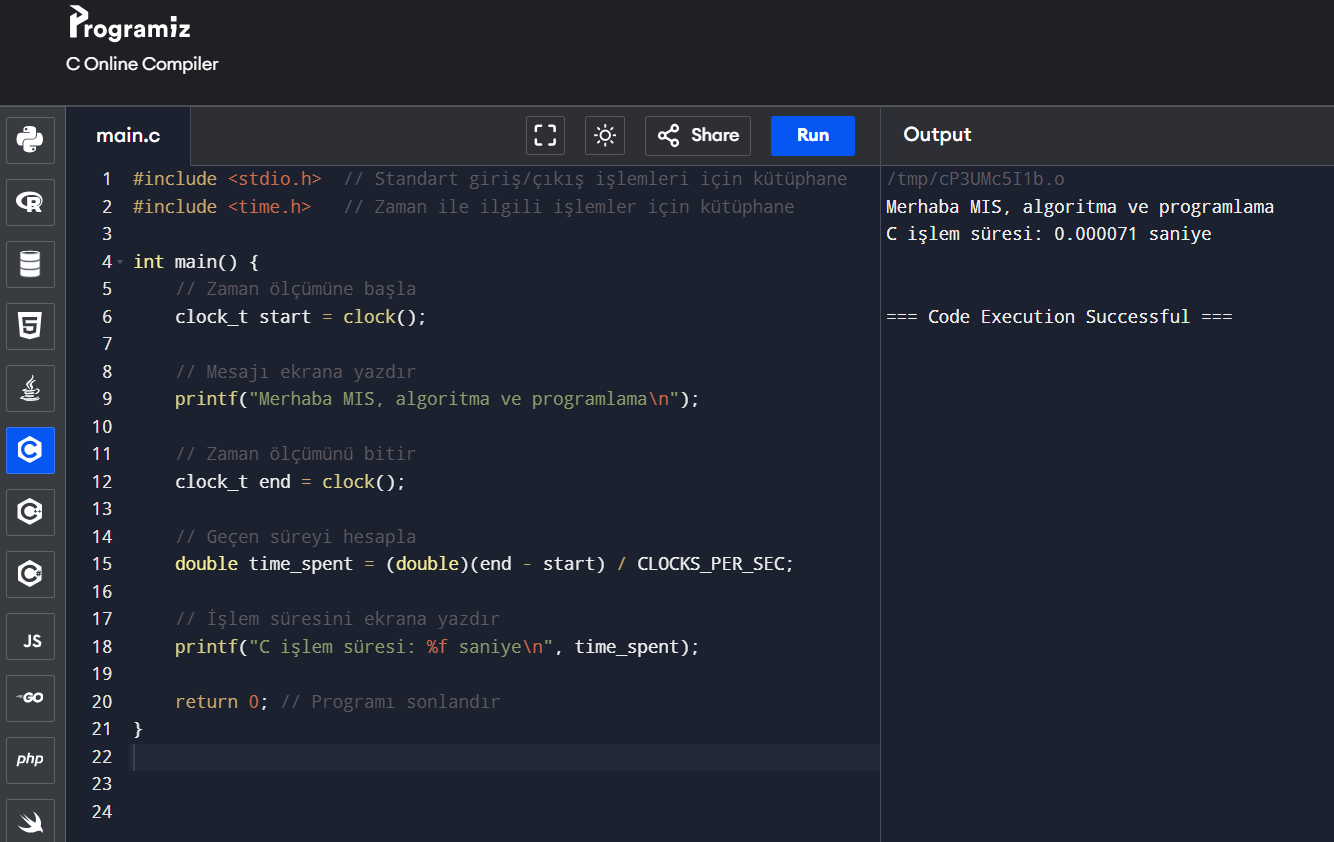 Programiz
C Online Compiler
main.c
Share
Run
Output
1 #include <stdio.h>  // Standart giriş/çıkış işlemleri için kütüphane
2 #include <time.h>   // Zaman ile ilgili işlemler için kütüphane
3
4 int main() {
5     // Zaman ölçümüne başla
6     clock_t start = clock();
7
8     // Mesajı ekrana yazdır
9     printf("Merhaba MIS, algoritma ve programlama\n");
10
11     // Zaman ölçümünü bitir
12     clock_t end = clock();
13
14     // Geçen süreyi hesapla
15     double time_spent = (double)(end - start) / CLOCKS_PER_SEC;
16
17     // İşlem süresini ekrana yazdır
18     printf("C işlem süresi: %f saniye\n", time_spent);
19
20     return 0; // Programı sonlandır
21 }
22
23
24
/tmp/cP3UMc5I1b.o
Merhaba MIS, algoritma ve programlama
C işlem süresi: 0.000071 saniye
=== Code Execution Successful ===
R
5
C
C
C
JS
GO
php